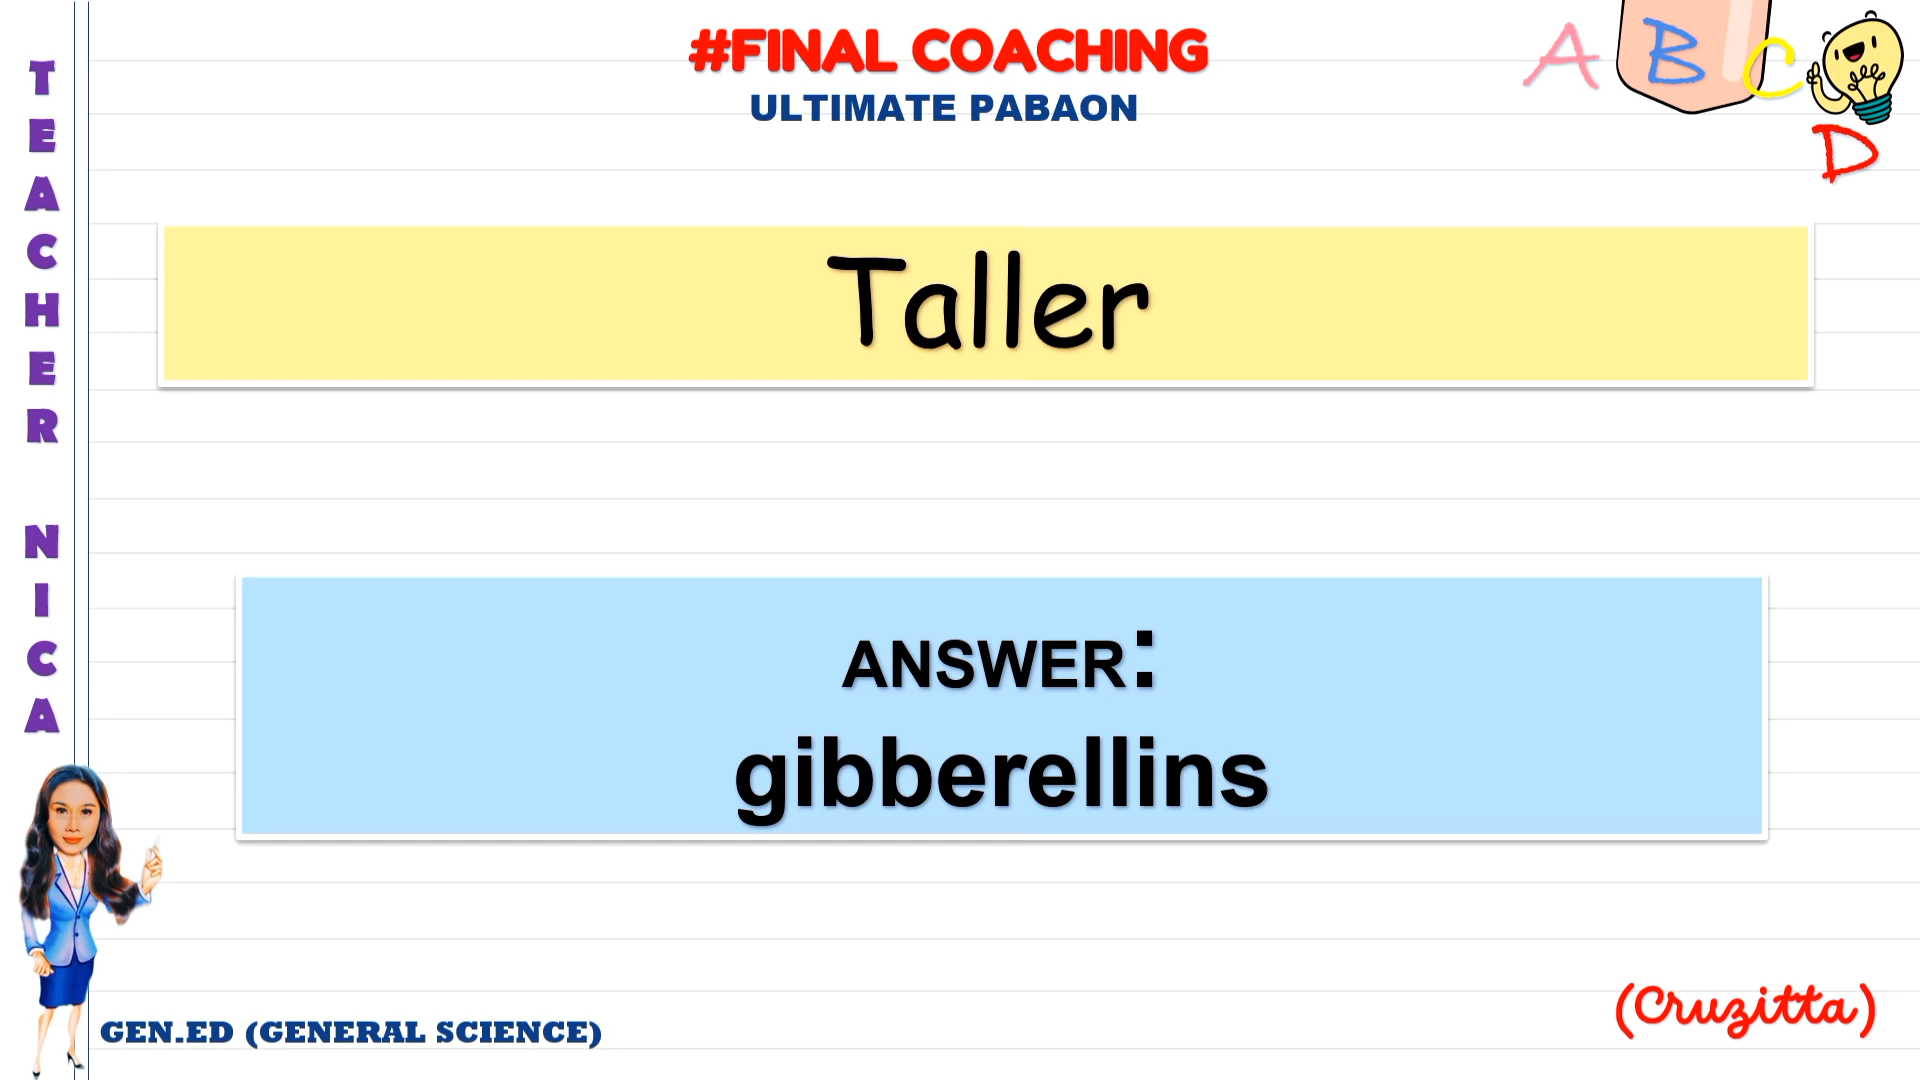 #FINAL COACHING
ULTIMATE PABAON
A B C
D
TEACHER NICA
Taller
ANSWER:
gibberellins
GEN.ED (GENERAL SCIENCE)
(Cruzitta)